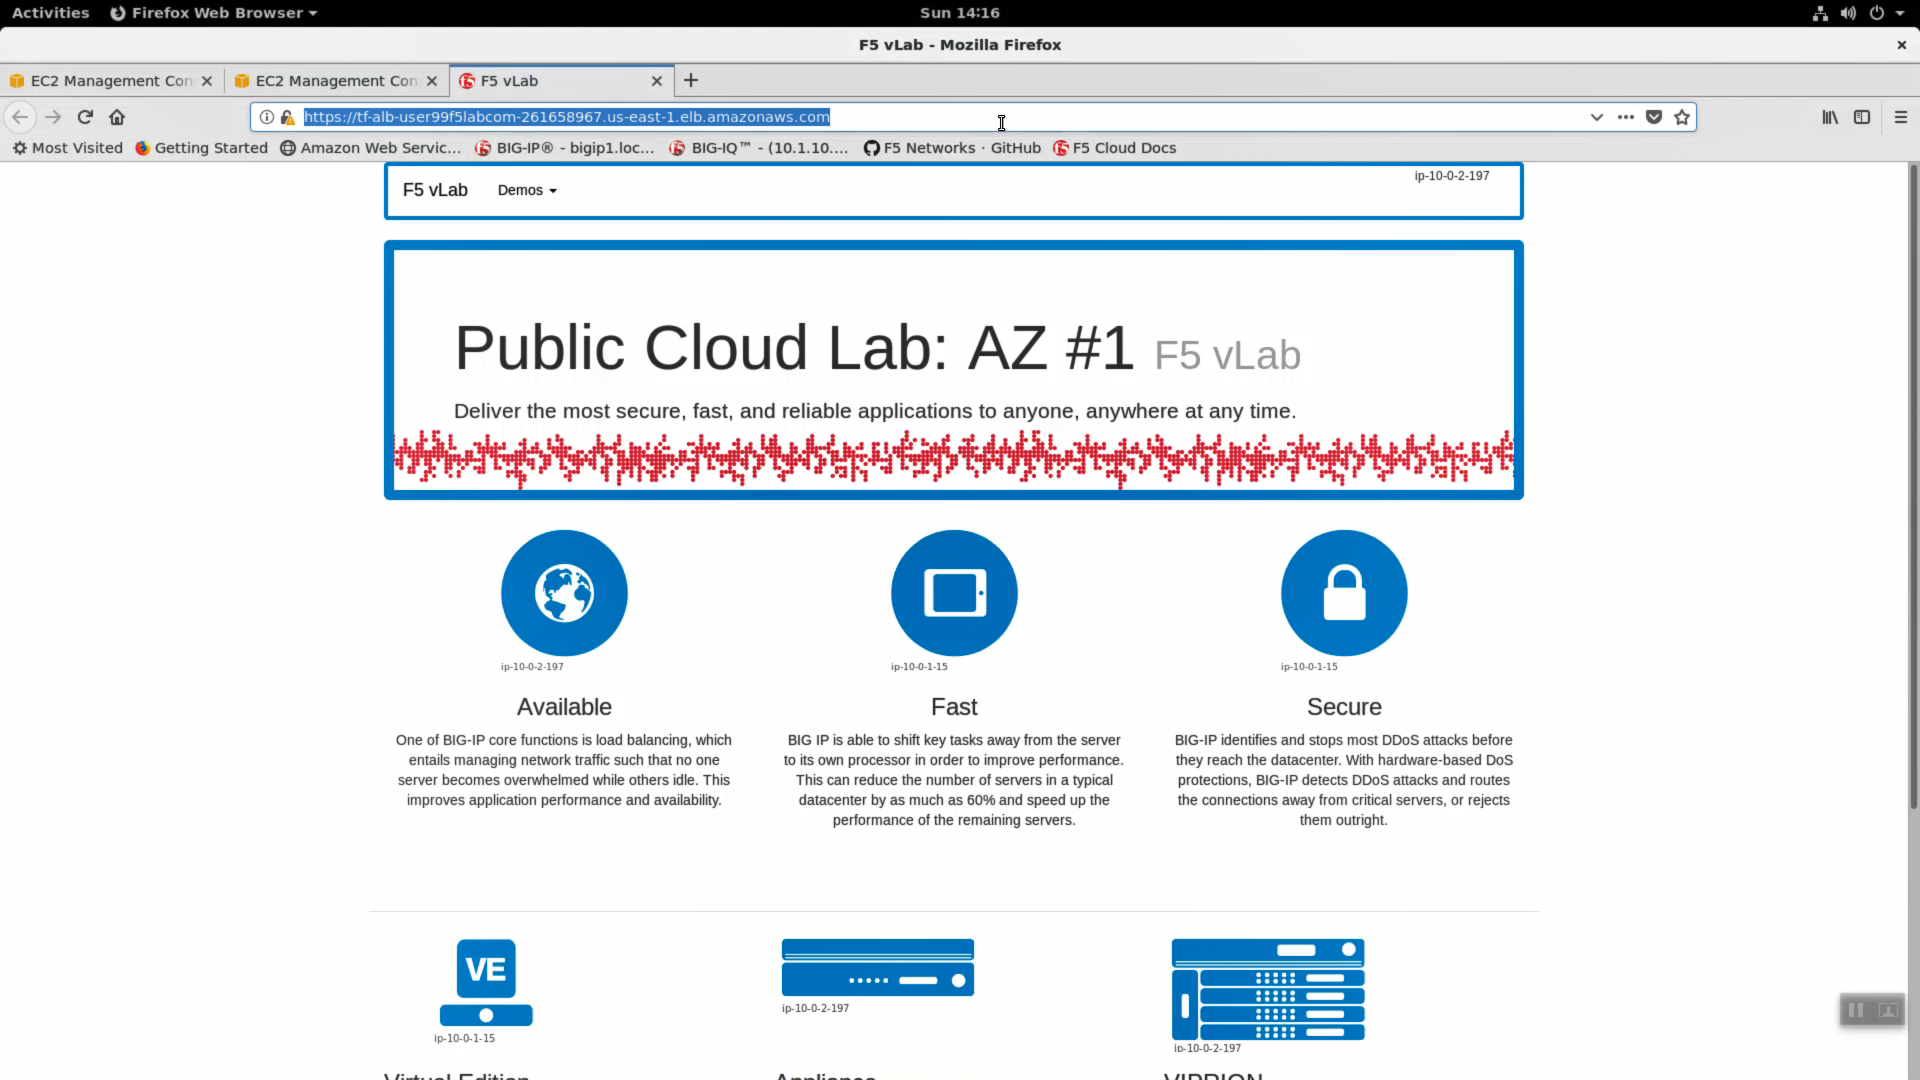 Activities Firefox Web Browser Sun 14:16
F5 vLab - Mozilla Firefox
EC2 Management Con EC2 Management Con F5 vLab
https://tf-alb-user99f5labcom-261658967.us-east-1.elb.amazonaws.com
Most Visited Getting Started Amazon Web Servic... BIG-IP® - bigip1.loc... BIG-IQ™ - (10.1.10.... F5 Networks · GitHub F5 Cloud Docs
F5 vLab Demos ip-10-0-2-197
Public Cloud Lab: AZ #1 F5 vLab
Deliver the most secure, fast, and reliable applications to anyone, anywhere at any time.
ip-10-0-2-197
Available
One of BIG-IP core functions is load balancing, which
entails managing network traffic such that no one
server becomes overwhelmed while others idle. This
improves application performance and availability.
ip-10-0-1-15
Fast
BIG IP is able to shift key tasks away from the server
to its own processor in order to improve performance.
This can reduce the number of servers in a typical
datacenter by as much as 60% and speed up the
performance of the remaining servers.
ip-10-0-1-15
Secure
BIG-IP identifies and stops most DDoS attacks before
they reach the datacenter. With hardware-based DoS
protections, BIG-IP detects DDoS attacks and routes
the connections away from critical servers, or rejects
them outright.
VE
ip-10-0-1-15
Virtual Edition
ip-10-0-2-197
Appliance
ip-10-0-2-197
VIPRION